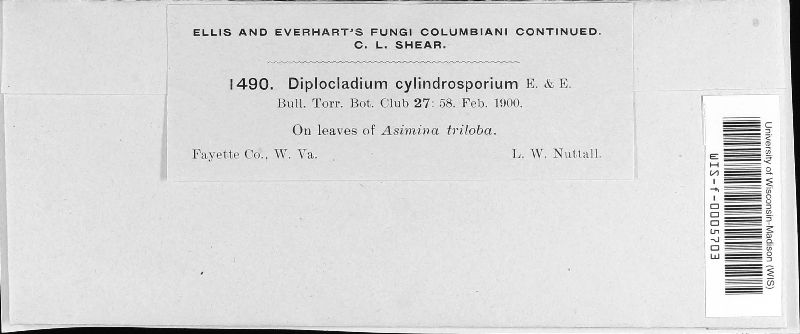 ELLIS AND EVERHART'S FUNGI COLUMBIANI CONTINUED.
C. L. SHEAR.
1490. Diplocladium cylindrosporium E. & E.
Bull. Torr. Bot. Club 27: 58. Feb. 1900.
On leaves of Asimina triloba.
Fayette Co., W. Va. L. W. Nuttall.
University of Wisconsin-Madison (WIS)
WIS-f-0005703